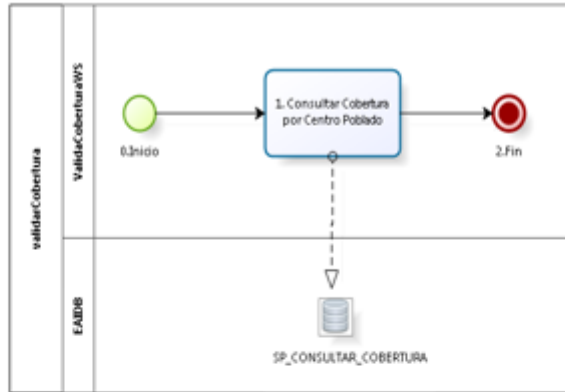 validarCobertura
ValidaCoberturaWS
0.Inicio
1. Consultar Cobertura
por Centro Poblado
2.Fin
EAIDB
SP_CONSULTAR_COBERTURA